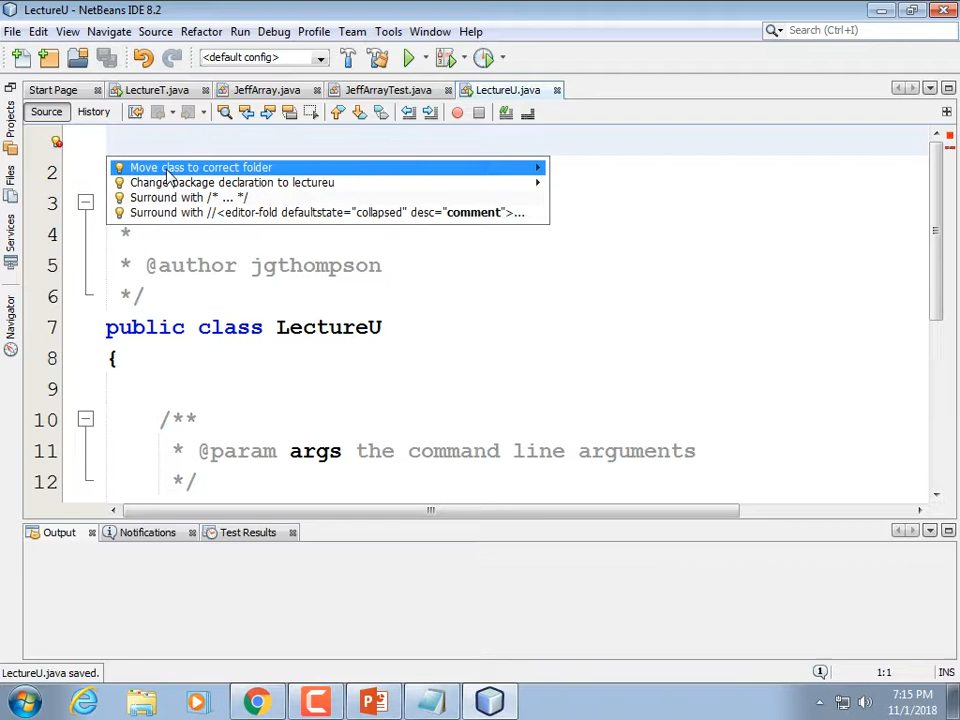 LectureU - NetBeans IDE 8.2
File Edit View Navigate Source Refactor Run Debug Profile Team Tools Window Help
Search (Ctrl+I)
<default config>
Start Page LectureT.java JeffArray.java JeffArrayTest.java LectureU.java
Source History
Projects
Files
Services
Navigator
Move class to correct folder
Change package declaration to lectureu
Surround with /* ... */
Surround with //<editor-fold defaultstate="collapsed" desc="comment">...
2
3
4 *
5 * @author jgthompson
6 */
7 public class LectureU
8 {
9
10 /**
11 * @param args the command line arguments
12 */
Output Notifications Test Results
LectureU.java saved.
1:1 INS
7:15 PM
11/1/2018